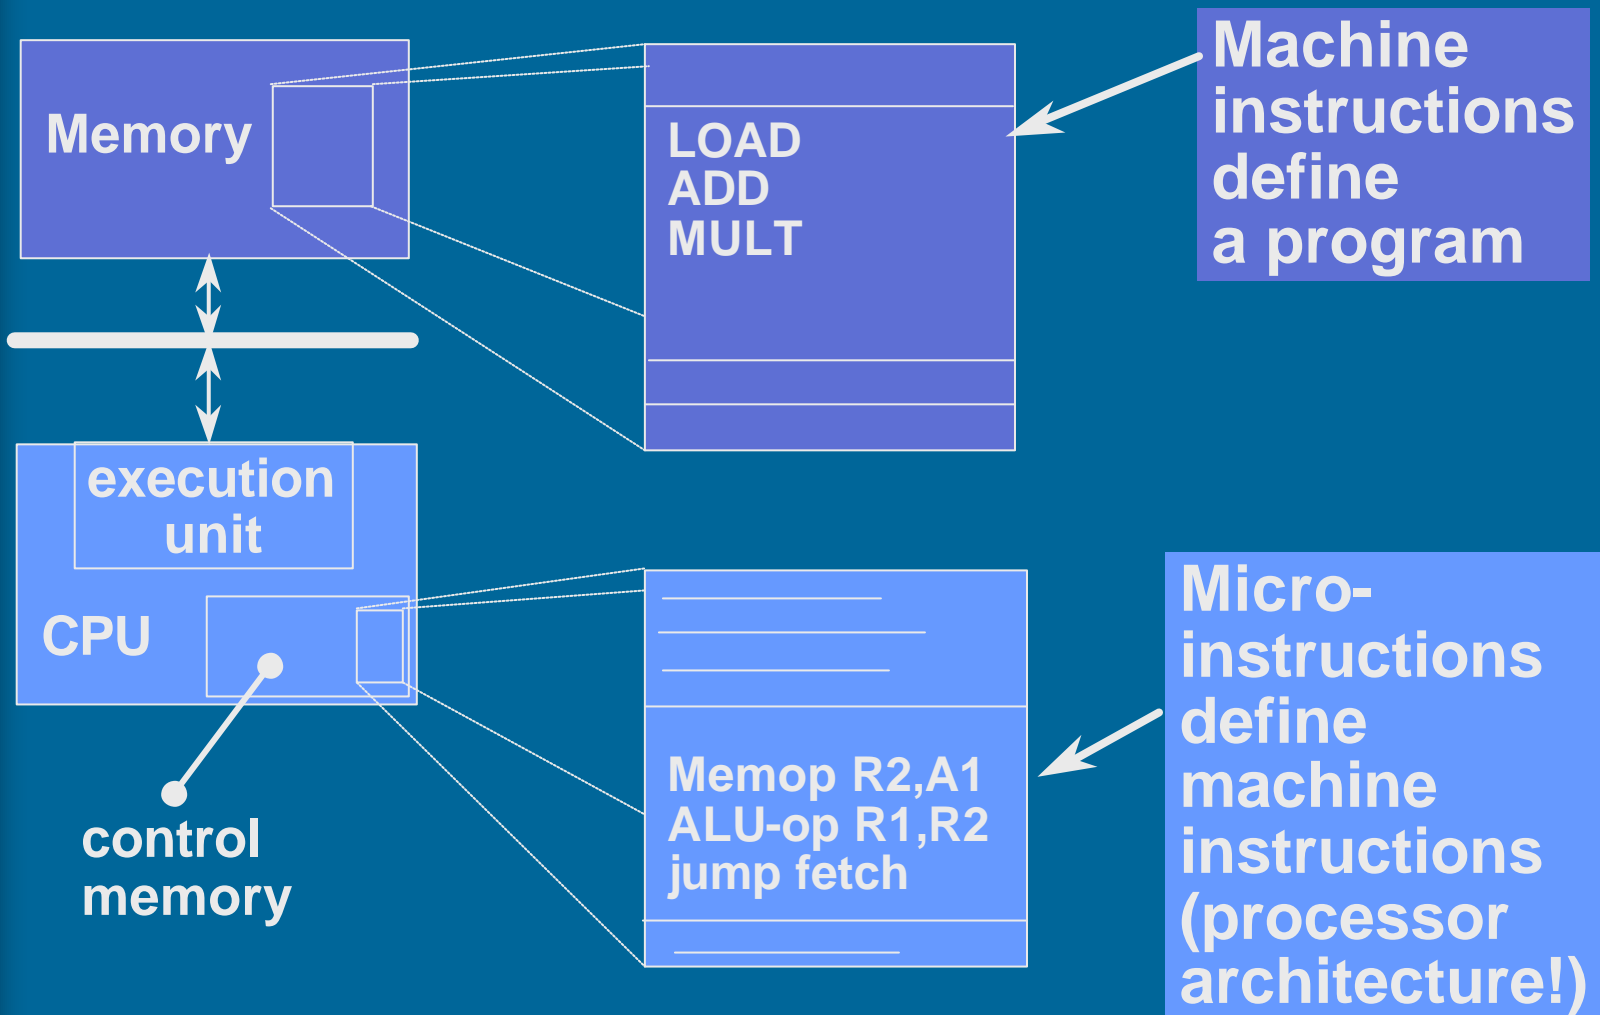 Memory
LOAD
ADD
MULT
Machine
instructions
define
a program
execution
unit
CPU
control
memory
Memop R2,A1
ALU-op R1,R2
jump fetch
Micro-
instructions
define
machine
instructions
(processor
architecture!)